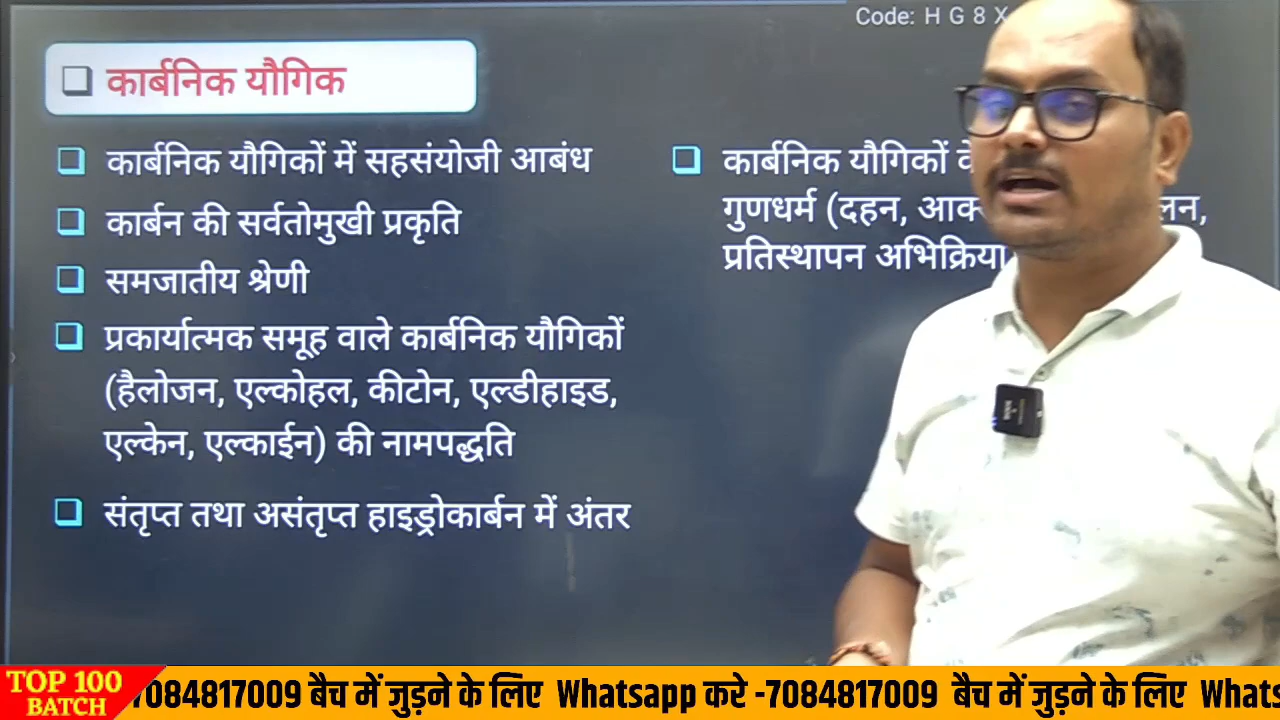 Code: H G 8 X
कार्बनिक यौगिक
कार्बनिक यौगिकों में सहसंयोजी आबंध
कार्बन की सर्वतोमुखी प्रकृति
समजातीय श्रेणी
प्रकार्यात्मक समूह वाले कार्बनिक यौगिकों
(हैलोजन, एल्कोहल, कीटोन, एल्डीहाइड,
एल्केन, एल्काईन) की नामपद्धति
संतृप्त तथा असंतृप्त हाइड्रोकार्बन में अंतर
कार्बनिक यौगिकों
गुणधर्म (दहन,
प्रतिस्थापन अभिक्रिया
TOP 100
BATCH
7084817009 बैच में जुड़ने के लिए Whatsapp करे -7084817009 बैच में जुड़ने के लिए